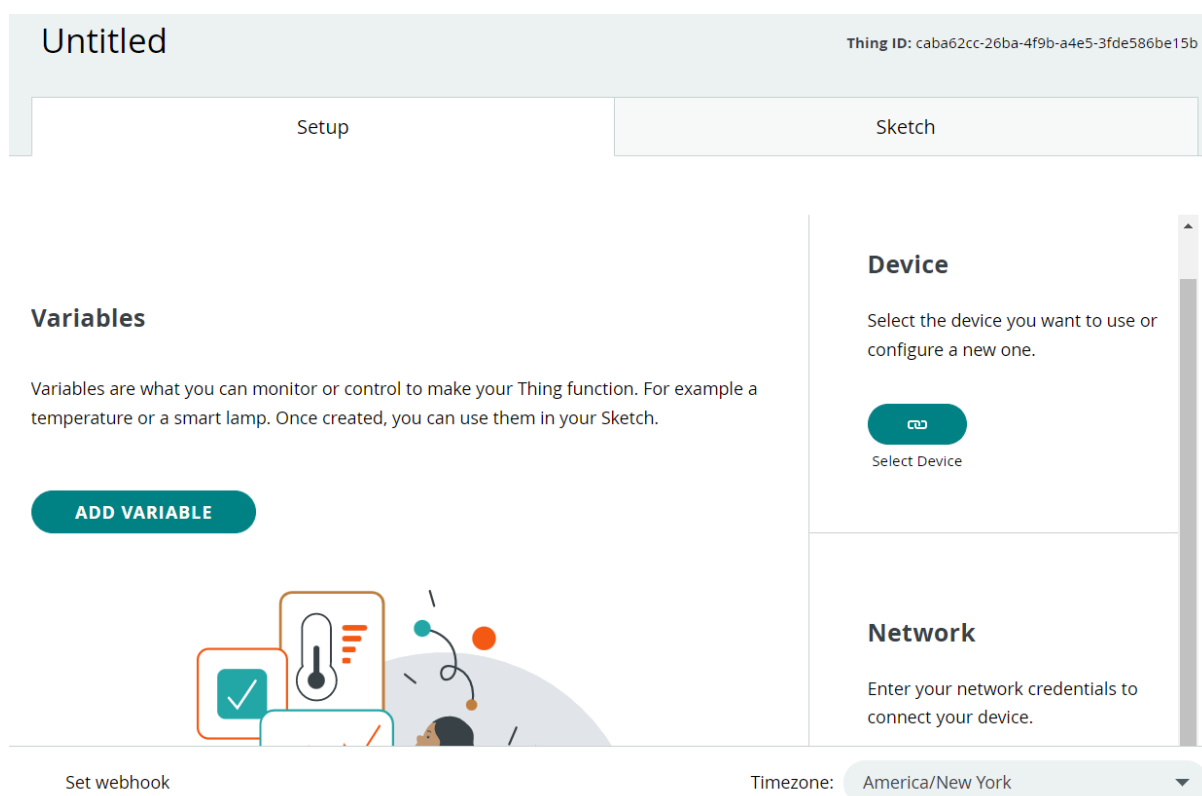 Untitled
Thing ID: caba62cc-26ba-4f9b-a4e5-3fde586be15b
Setup
Sketch
Variables
Variables are what you can monitor or control to make your Thing function. For example a
temperature or a smart lamp. Once created, you can use them in your Sketch.
ADD VARIABLE
Device
Select the device you want to use or
configure a new one.
Select Device
Network
Enter your network credentials to
connect your device.
Set webhook
Timezone:
America/New York